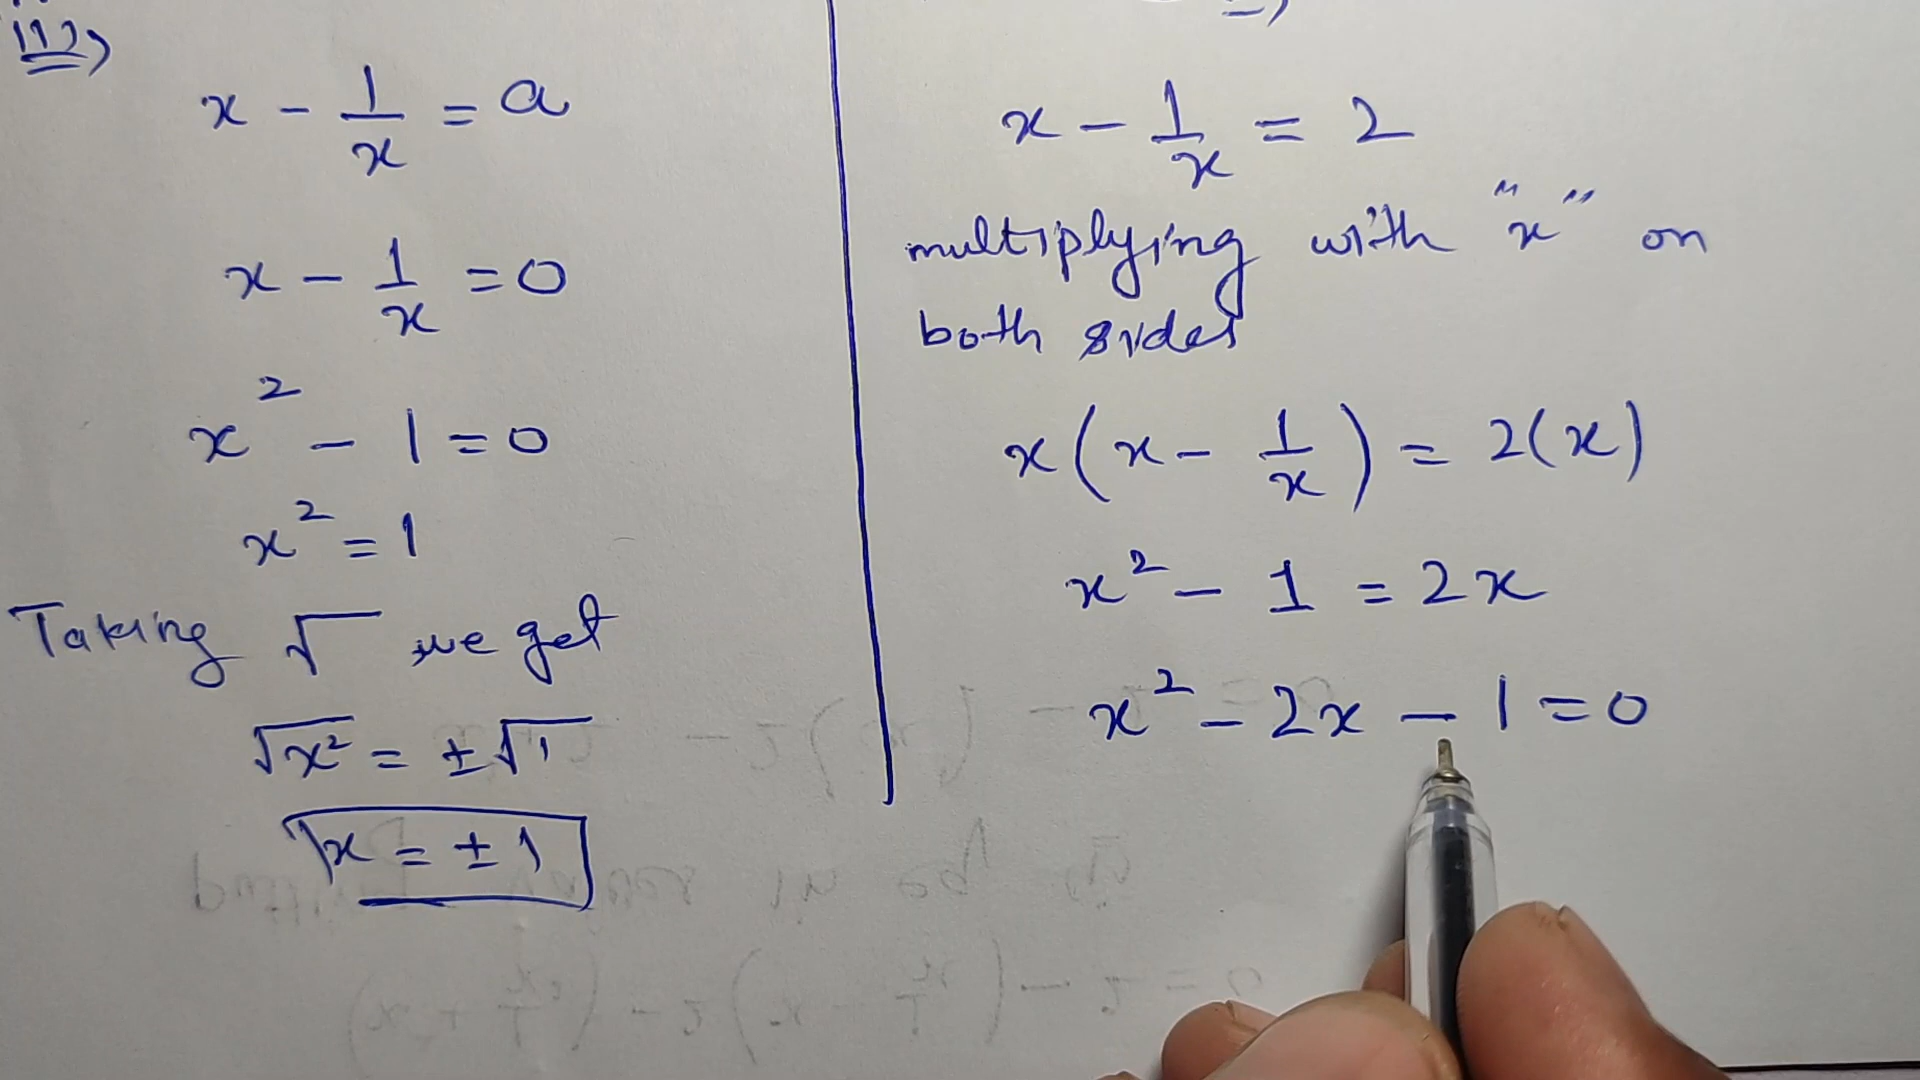 x - 1/x = a
x - 1/x = 0
x² - 1 = 0
x² = 1
Taking √ we get
√x² = ±√1
x = ±1
x - 1/x = 2
multiplying with "x" on
both sides
x(x - 1/x) = 2(x)
x² - 1 = 2x
x² - 2x - 1 = 0